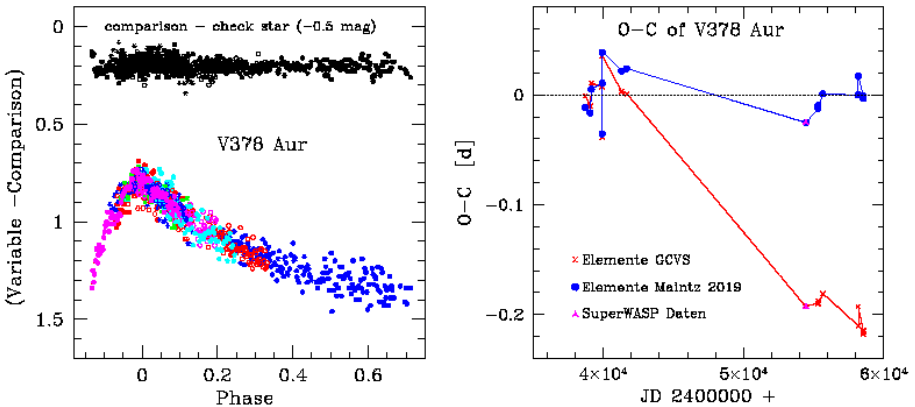 comparison – check star (−0.5 mag)
0
0.5
1
1.5
V378 Aur
(Variable −Comparison)
0
0.2
0.4
0.6
Phase
O−C of V378 Aur
0
−0.1
−0.2
O−C [d]
Elemente GCVS
Elemente Maintz 2019
SuperWASP Daten
4×10⁴
5×10⁴
6×10⁴
JD 2400000 +